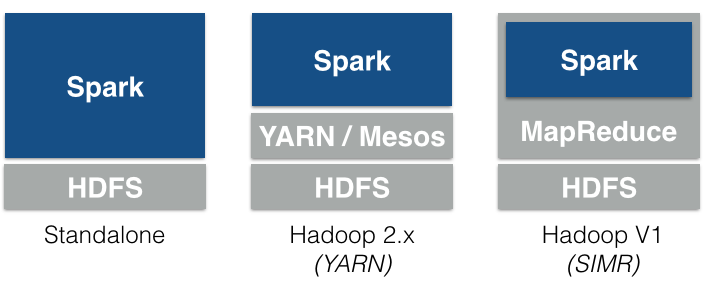 Spark
HDFS
Standalone
Spark
YARN / Mesos
HDFS
Hadoop 2.x
(YARN)
Spark
MapReduce
HDFS
Hadoop V1
(SIMR)